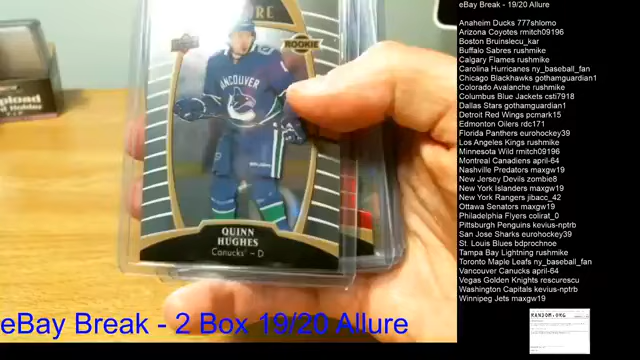 eBay Break - 19/20 Allure
Anaheim Ducks 777shlomo
Arizona Coyotes rmitch09196
Boston Bruinslecu_kar
Buffalo Sabres rushmike
Calgary Flames rushmike
Carolina Hurricanes ny_baseball_fan
Chicago Blackhawks gothamguardian1
Colorado Avalanche rushmike
Columbus Blue Jackets csti7918
Dallas Stars gothamguardian1
Detroit Red Wings pcmark15
Edmonton Oilers rdc171
Florida Panthers eurohockey39
Los Angeles Kings rushmike
Minnesota Wild rmitch09196
Montreal Canadiens april-64
Nashville Predators maxgw19
New Jersey Devils zombie8
New York Islanders maxgw19
New York Rangers jibacc_42
Ottawa Senators maxgw19
Philadelphia Flyers colirat_0
Pittsburgh Penguins kevius-nptrb
San Jose Sharks eurohockey39
St. Louis Blues bdprochnoe
Tampa Bay Lightning rushmike
Toronto Maple Leafs ny_baseball_fan
Vancouver Canucks april-64
Vegas Golden Knights rescurescu
Washington Capitals kevius-nptrb
Winnipeg Jets maxgw19
RANDOM.ORG
ROOKIE
VANCOUVER
QUINN
HUGHES
Canucks - D
eBay Break - 2 Box 19/20 Allure